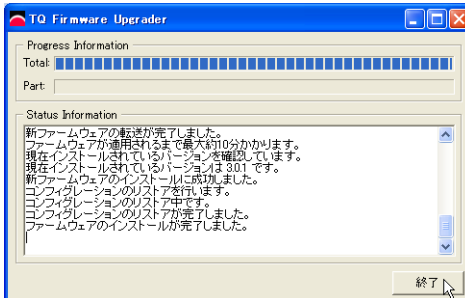 TQ Firmware Upgrader
Progress Information
Total:
Part:
Status Information
新ファームウェアの転送が完了しました。
ファームウェアが適用されるまで最大約10分かかります。
現在インストールされているバージョンを確認しています。
現在インストールされているバージョンは 3.0.1 です。
新ファームウェアのインストールに成功しました。
コンフィグレーションのリストアを行います。
コンフィグレーションのリストア中です。
コンフィグレーションのリストアが完了しました。
ファームウェアのインストールが完了しました。
終了